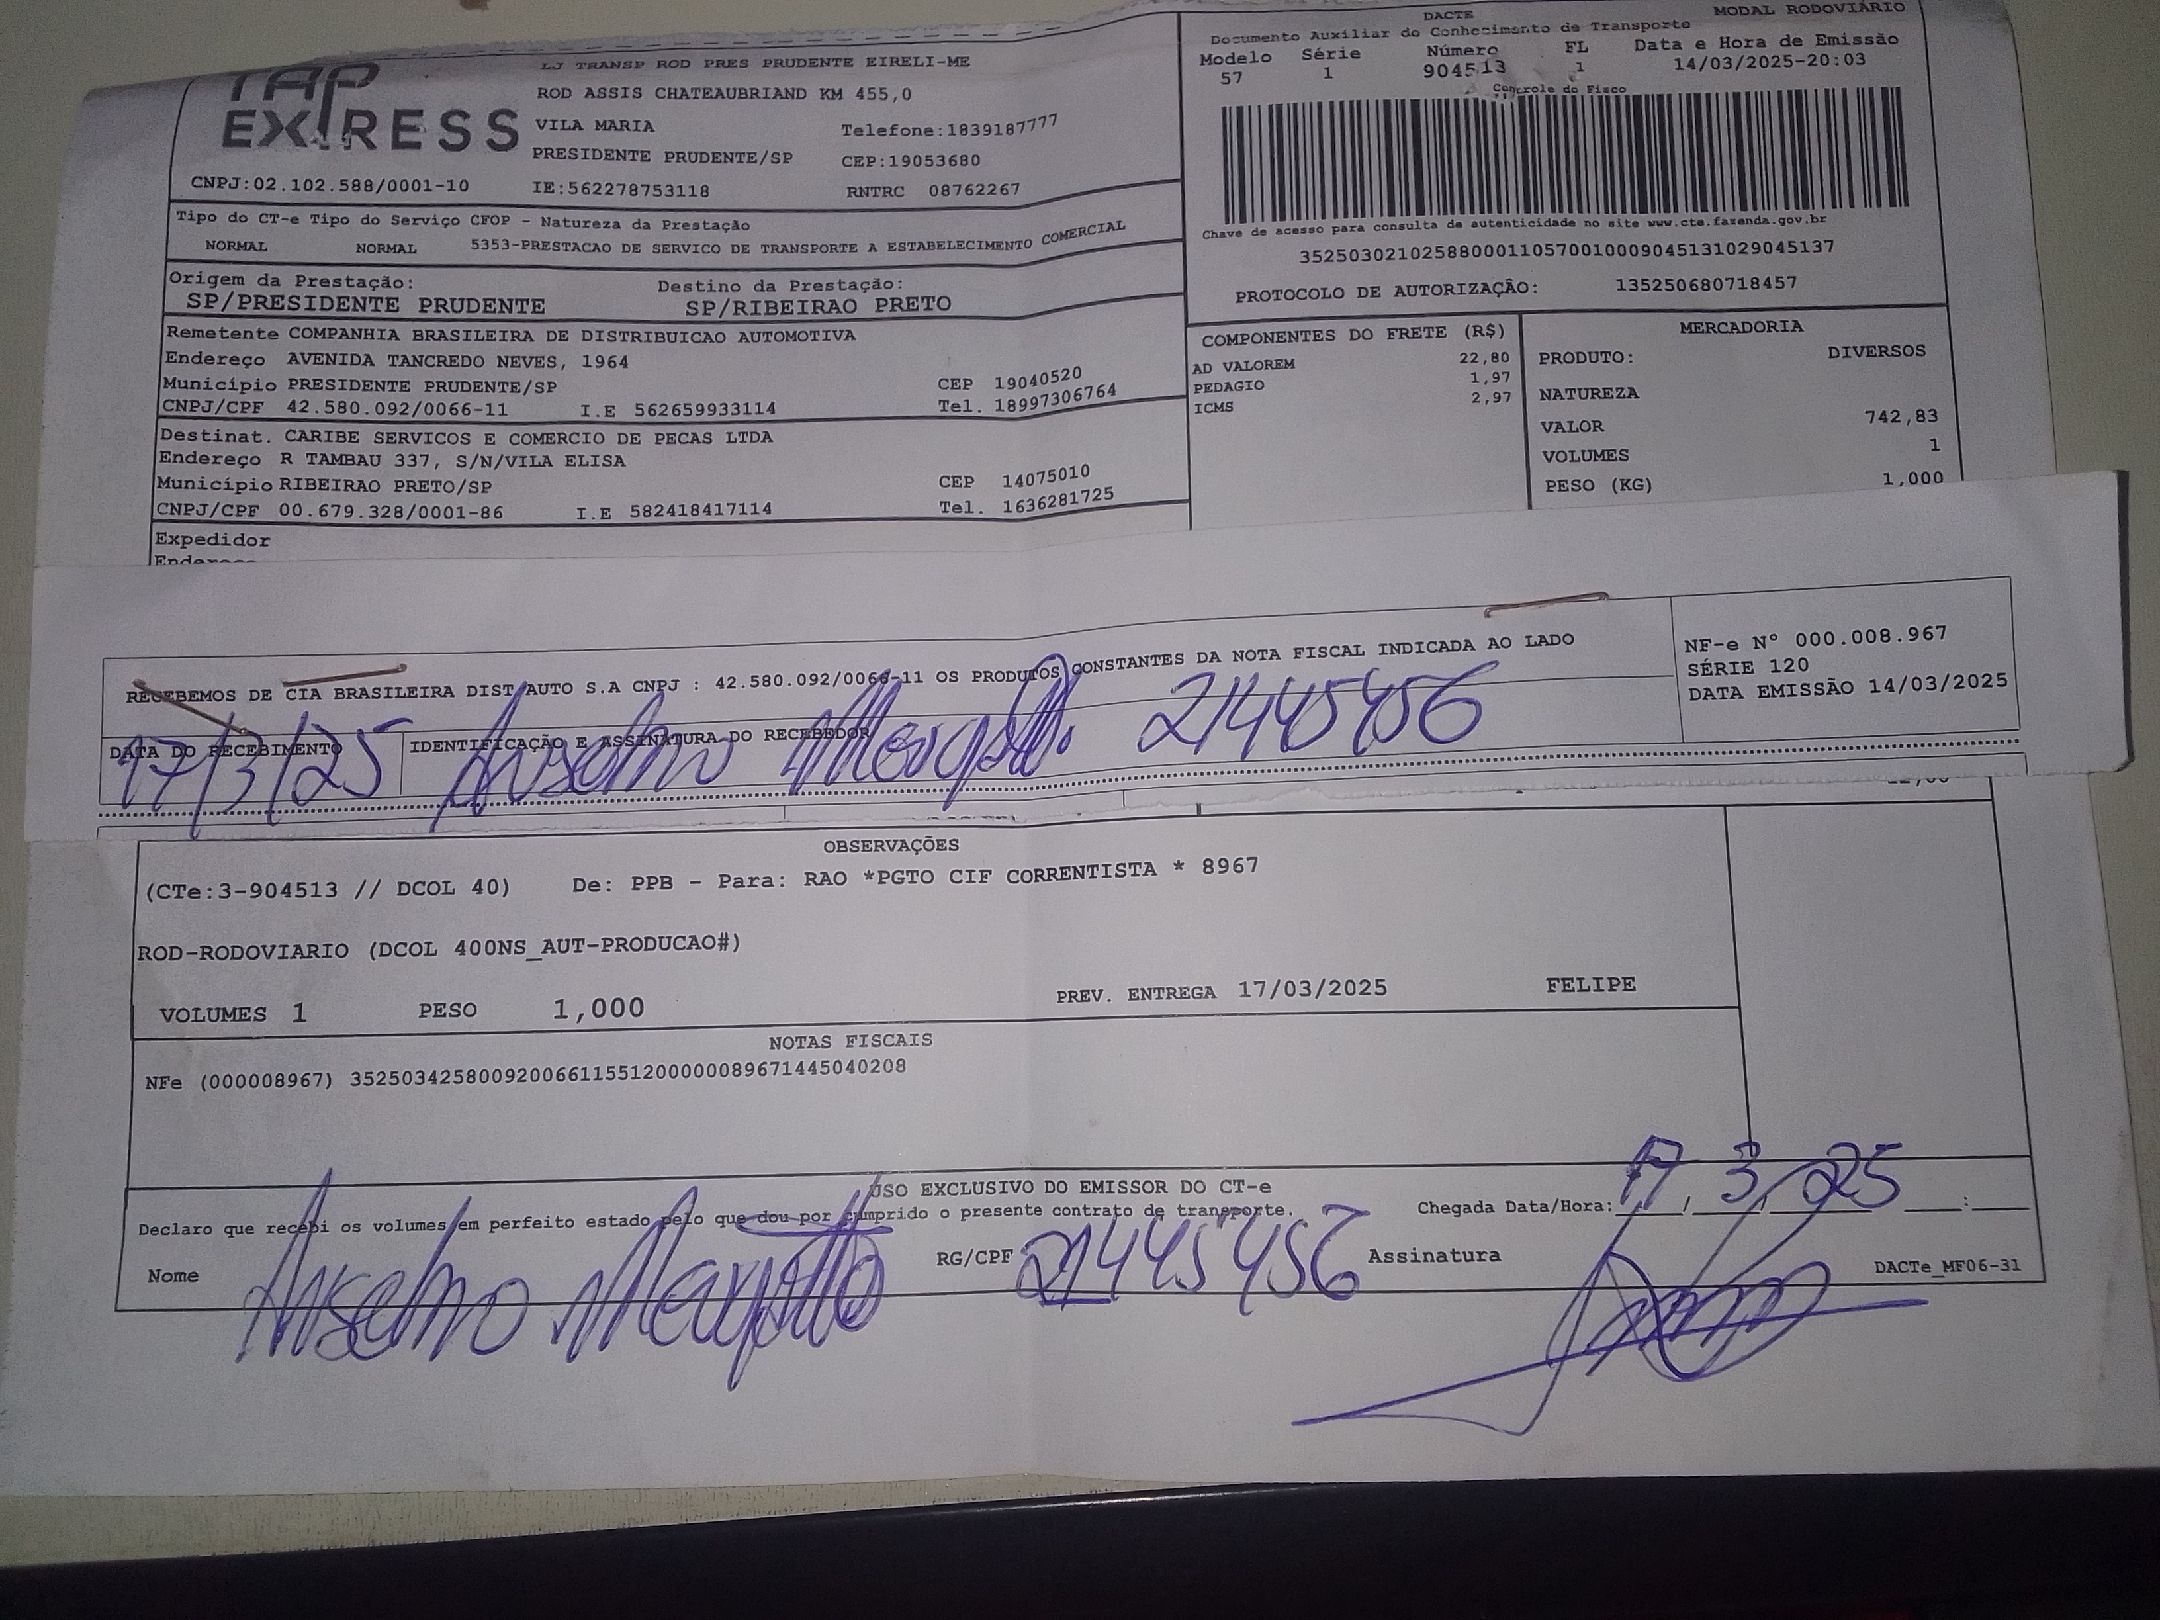 TAP EXPRESS
LJ TRANSP ROD PRES PRUDENTE EIRELI-ME
ROD ASSIS CHATEAUBRIAND KM 455,0
VILA MARIA Telefone:1839187777
PRESIDENTE PRUDENTE/SP CEP:19053680
CNPJ:02.102.588/0001-10 IE:562278753118 RNTRC 08762267
Tipo do CT-e Tipo do Serviço CFOP - Natureza da Prestação
NORMAL NORMAL 5353-PRESTACAO DE SERVICO DE TRANSPORTE A ESTABELECIMENTO COMERCIAL
Origem da Prestação: Destino da Prestação:
SP/PRESIDENTE PRUDENTE SP/RIBEIRAO PRETO
Remetente COMPANHIA BRASILEIRA DE DISTRIBUICAO AUTOMOTIVA
Endereço AVENIDA TANCREDO NEVES, 1964
Município PRESIDENTE PRUDENTE/SP CEP 19040520
CNPJ/CPF 42.580.092/0066-11 I.E 562659933114 Tel. 18997306764
Destinat. CARIBE SERVICOS E COMERCIO DE PECAS LTDA
Endereço R TAMBAU 337, S/N/VILA ELISA
Município RIBEIRAO PRETO/SP CEP 14075010
CNPJ/CPF 00.679.328/0001-86 I.E 582418417114 Tel. 1636281725
Expedidor
DACTE MODAL RODOVIÁRIO
Documento Auxiliar do Conhecimento de Transporte
Modelo Série Número FL Data e Hora de Emissão
57 1 904513 1 14/03/2025-20:03
Controle do Fisco
Chave de acesso para consulta de autenticidade no site www.cte.fazenda.gov.br
35250302102588000110570010009045131029045137
PROTOCOLO DE AUTORIZAÇÃO: 135250680718457
COMPONENTES DO FRETE (R$)
AD VALOREM 22,80
PEDAGIO 1,97
ICMS 2,97
MERCADORIA
PRODUTO: DIVERSOS
NATUREZA
VALOR 742,83
VOLUMES 1
PESO (KG) 1,000
RECEBEMOS DE CIA BRASILEIRA DIST AUTO S.A CNPJ : 42.580.092/0066-11 OS PRODUTOS CONSTANTES DA NOTA FISCAL INDICADA AO LADO
DATA DO RECEBIMENTO IDENTIFICAÇÃO E ASSINATURA DO RECEBEDOR
17/3/25 Anselmo 21445456
NF-e Nº 000.008.967
SÉRIE 120
DATA EMISSÃO 14/03/2025
OBSERVAÇÕES
(CTe:3-904513 // DCOL 40) De: PPB - Para: RAO *PGTO CIF CORRENTISTA * 8967
ROD-RODOVIARIO (DCOL 400NS_AUT-PRODUCAO#)
VOLUMES 1 PESO 1,000 PREV. ENTREGA 17/03/2025 FELIPE
NOTAS FISCAIS
NFe (000008967) 35250342580092006611551200000089671445040208
USO EXCLUSIVO DO EMISSOR DO CT-e
Declaro que recebi os volumes em perfeito estado pelo que dou por cumprido o presente contrato de transporte. Chegada Data/Hora: 17/3/25 :
Nome Anselmo RG/CPF 21445456 Assinatura
DACTe_MF06-31